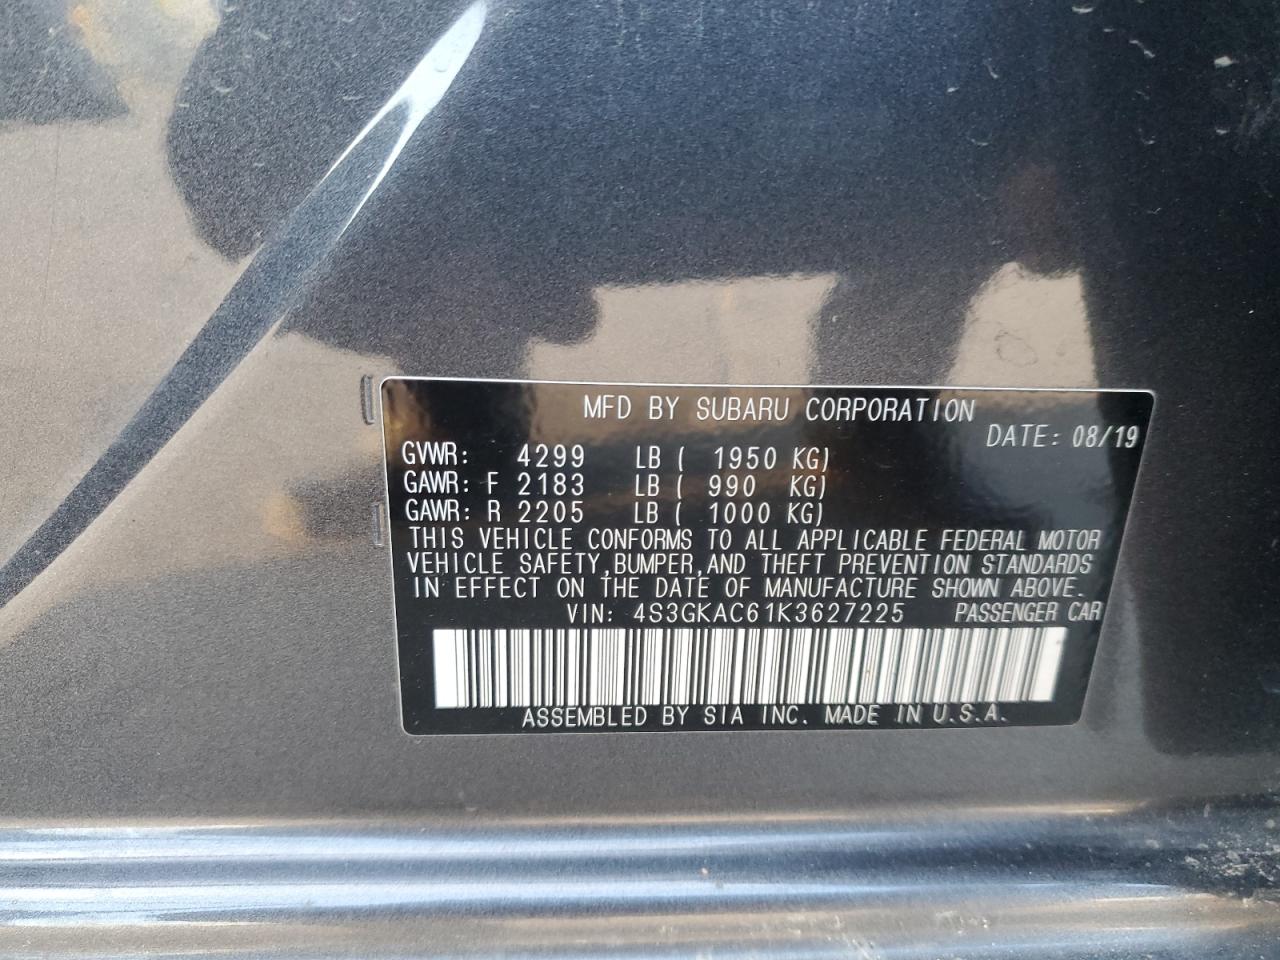 MFD BY SUBARU CORPORATION
DATE: 08/19
GVWR: 4299 LB ( 1950 KG)
GAWR: F 2183 LB ( 990 KG)
GAWR: R 2205 LB ( 1000 KG)
THIS VEHICLE CONFORMS TO ALL APPLICABLE FEDERAL MOTOR
VEHICLE SAFETY,BUMPER,AND THEFT PREVENTION STANDARDS
IN EFFECT ON THE DATE OF MANUFACTURE SHOWN ABOVE.
VIN: 4S3GKAC61K3627225 PASSENGER CAR
ASSEMBLED BY SIA INC. MADE IN U.S.A.